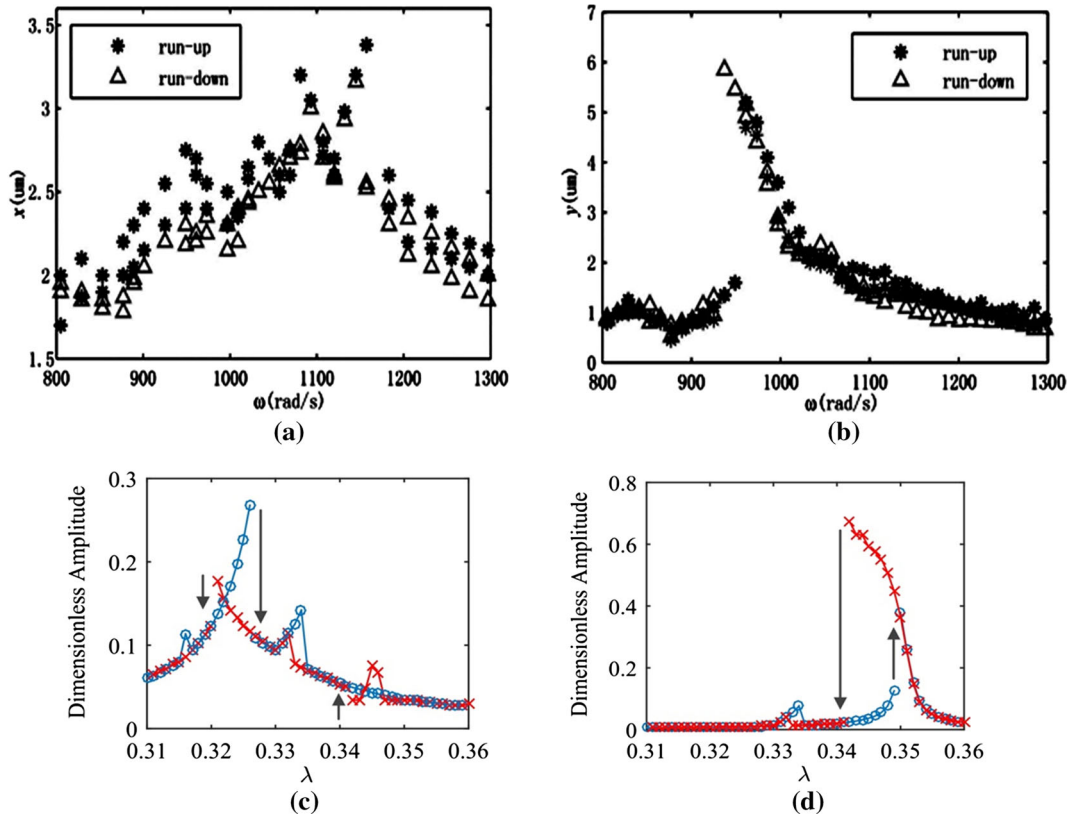 3.5
3
2.5
2
1.5
x(um)
run-up
run-down
800 900 1000 1100 1200 1300
ω(rad/s)
(a)
7
6
5
4
3
2
1
0
y(um)
run-up
run-down
800 900 1000 1100 1200 1300
ω(rad/s)
(b)
0.3
0.2
0.1
0
Dimensionless Amplitude
0.31 0.32 0.33 0.34 0.35 0.36
λ
(c)
0.8
0.6
0.4
0.2
0
Dimensionless Amplitude
0.31 0.32 0.33 0.34 0.35 0.36
λ
(d)